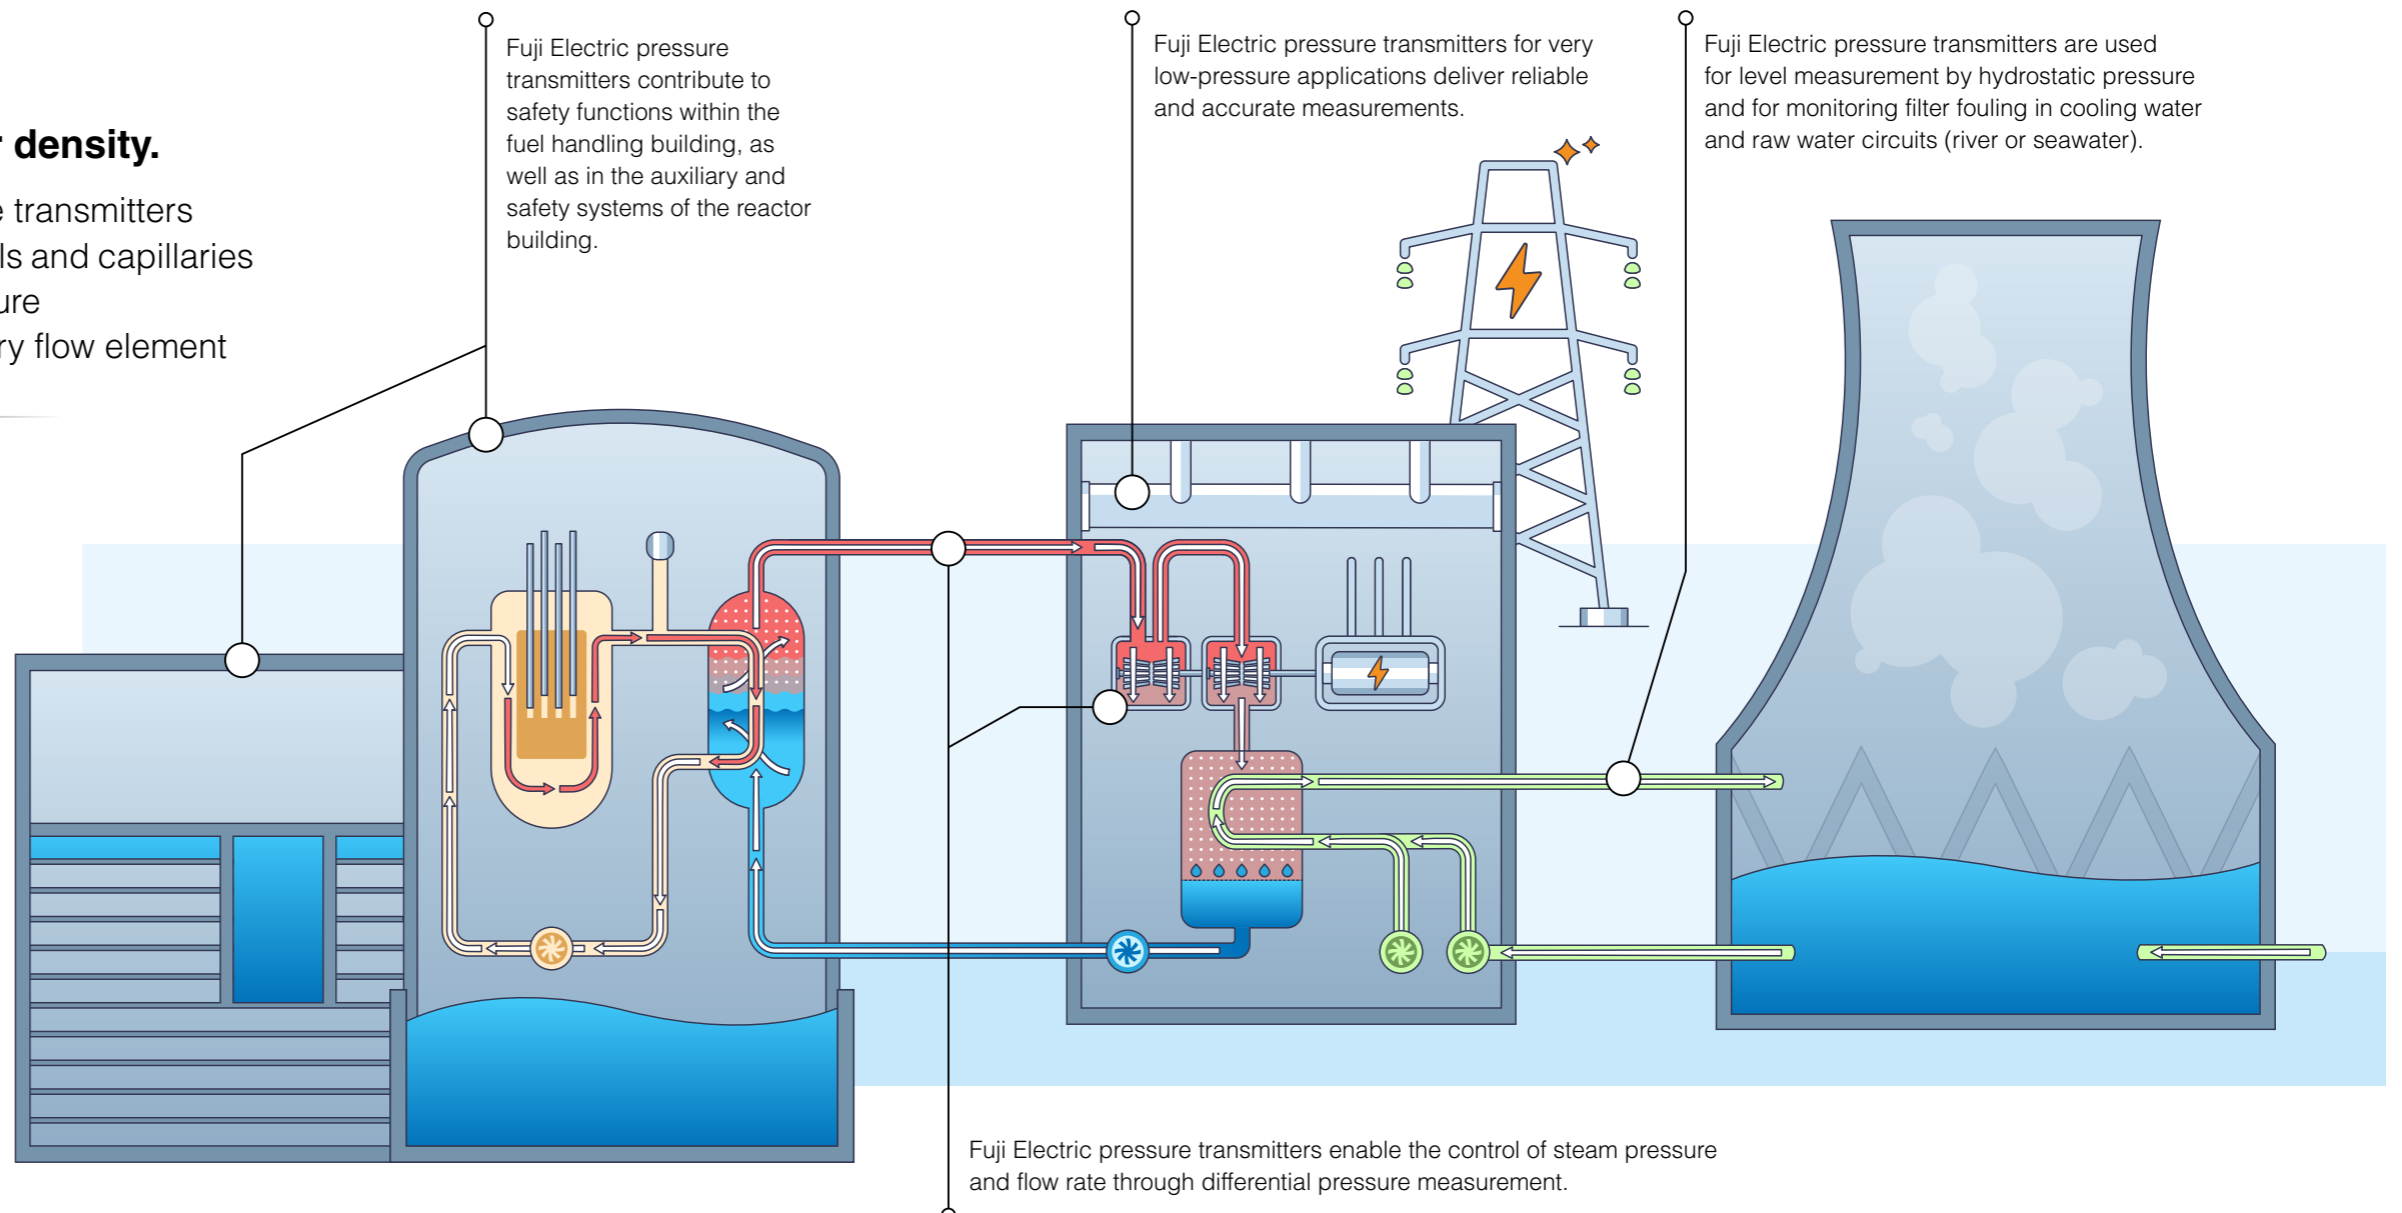 density.
transmitters
and capillaries
flow element
Fuji Electric pressure
transmitters contribute to
safety functions within the
fuel handling building, as
well as in the auxiliary and
safety systems of the reactor
building.
Fuji Electric pressure transmitters for very
low-pressure applications deliver reliable
and accurate measurements.
Fuji Electric pressure transmitters are used
for level measurement by hydrostatic pressure
and for monitoring filter fouling in cooling water
and raw water circuits (river or seawater).
Fuji Electric pressure transmitters enable the control of steam pressure
and flow rate through differential pressure measurement.